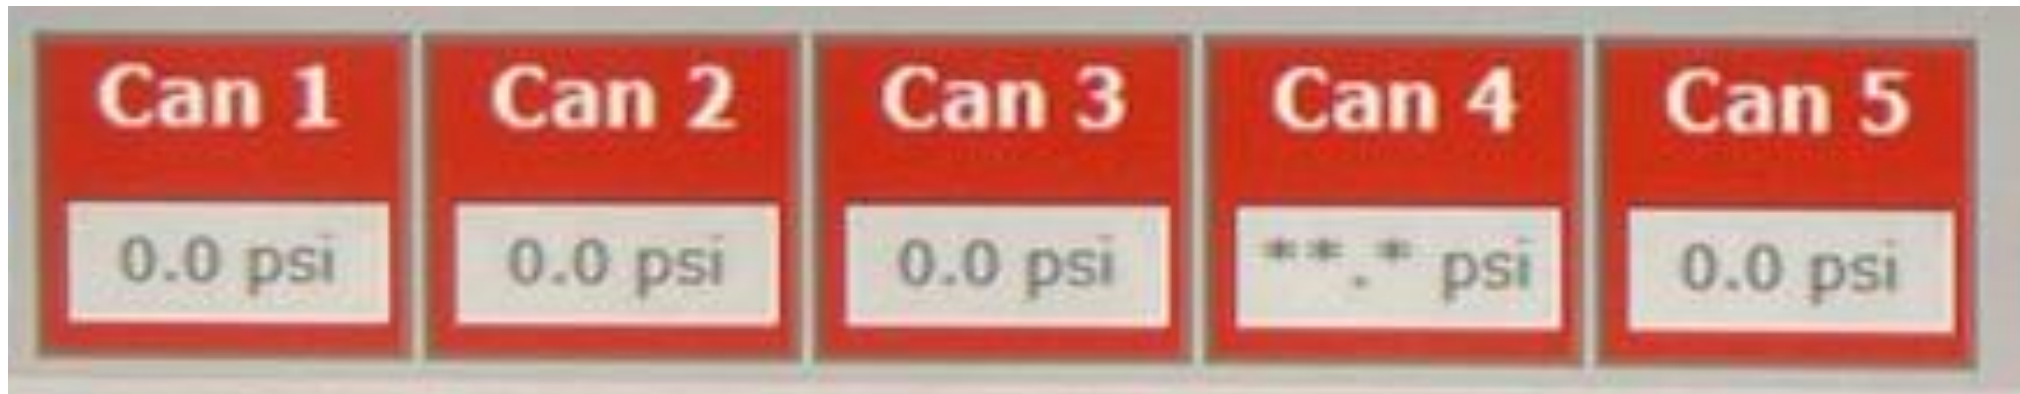 Can 1 Can 2 Can 3 Can 4 Can 5
0.0 psi 0.0 psi 0.0 psi **.* psi 0.0 psi